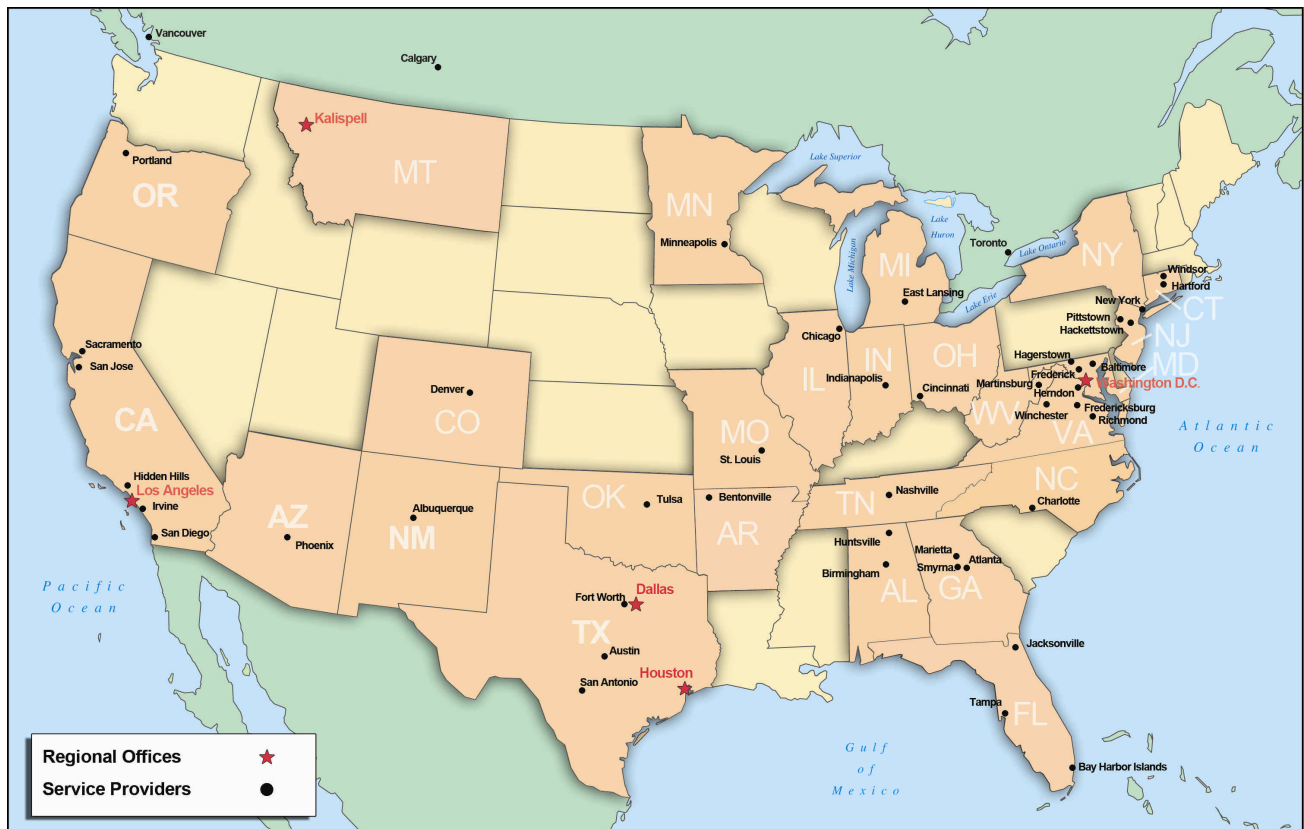 Vancouver
Calgary
Kalispell
MT
Portland
OR
MN
Minneapolis
Lake Superior
Lake Michigan
Lake
Huron
Toronto
Lake Ontario
Lake Erie
MI
East Lansing
NY
Windsor
Hartford
CT
New York
Pittstown
Hackettstown
NJ
MD
Sacramento
San Jose
CA
Denver
CO
Chicago
IL
IN
Indianapolis
OH
Cincinnati
Hagerstown
Frederick
Baltimore
Martinsburg
Washington D.C.
Herndon
Winchester
Fredericksburg
Richmond
WV
VA
MO
St. Louis
Hidden Hills
Los Angeles
Irvine
San Diego
AZ
Phoenix
Albuquerque
NM
OK
Tulsa
Bentonville
AR
TN
Nashville
NC
Charlotte
Huntsville
Birmingham
AL
Marietta
Smyrna
Atlanta
GA
Atlantic
Ocean
Pacific
Ocean
Dallas
Fort Worth
TX
Austin
San Antonio
Houston
Jacksonville
Tampa
FL
Bay Harbor Islands
Gulf
of
Mexico
Regional Offices
Service Providers